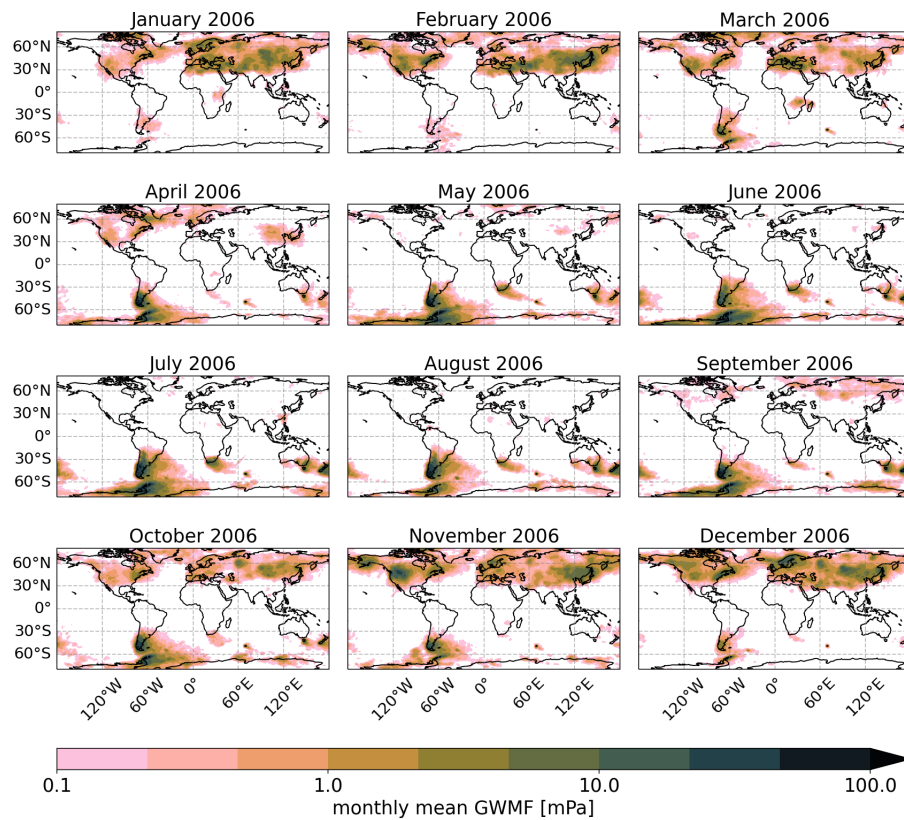 January 2006 February 2006 March 2006
60°N
30°N
0°
30°S
60°S
April 2006 May 2006 June 2006
60°N
30°N
0°
30°S
60°S
July 2006 August 2006 September 2006
60°N
30°N
0°
30°S
60°S
October 2006 November 2006 December 2006
60°N
30°N
0°
30°S
60°S
120°W 60°W 0° 60°E 120°E 120°W 60°W 0° 60°E 120°E 120°W 60°W 0° 60°E 120°E
0.1 1.0 10.0 100.0
monthly mean GWMF [mPa]